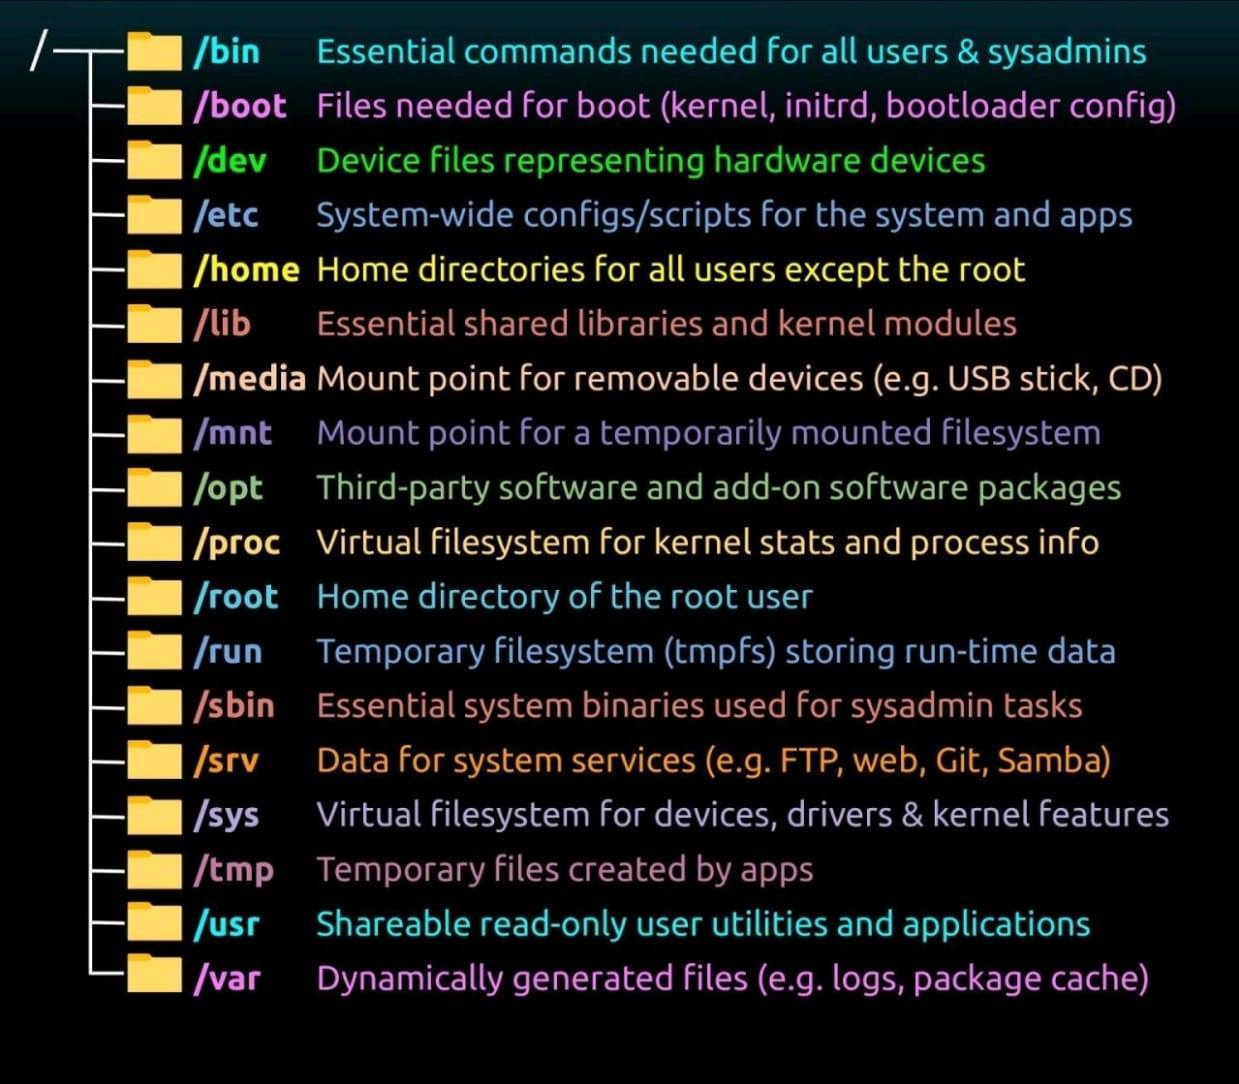 /
/bin Essential commands needed for all users & sysadmins
/boot Files needed for boot (kernel, initrd, bootloader config)
/dev Device files representing hardware devices
/etc System-wide configs/scripts for the system and apps
/home Home directories for all users except the root
/lib Essential shared libraries and kernel modules
/media Mount point for removable devices (e.g. USB stick, CD)
/mnt Mount point for a temporarily mounted filesystem
/opt Third-party software and add-on software packages
/proc Virtual filesystem for kernel stats and process info
/root Home directory of the root user
/run Temporary filesystem (tmpfs) storing run-time data
/sbin Essential system binaries used for sysadmin tasks
/srv Data for system services (e.g. FTP, web, Git, Samba)
/sys Virtual filesystem for devices, drivers & kernel features
/tmp Temporary files created by apps
/usr Shareable read-only user utilities and applications
/var Dynamically generated files (e.g. logs, package cache)